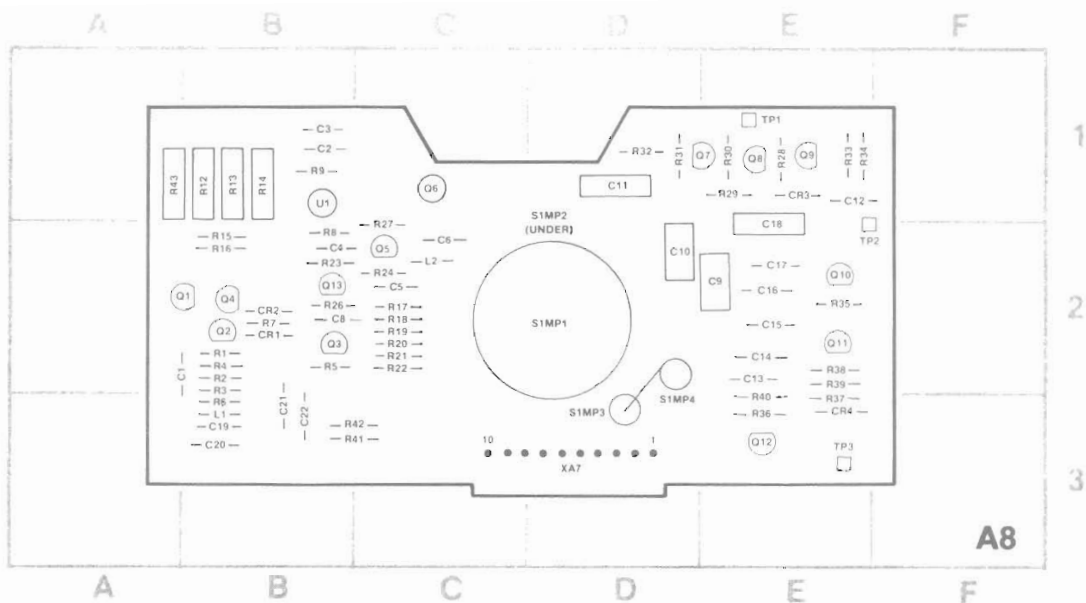 A B C D E F
TP1
C3
C2
R9
R43 R12 R13 R14
U1
Q6
R32 R31 Q7 R30 Q8 R28 Q9 R33 R34
C11
R29 CR3 C12
1
S1MP2
(UNDER)
R15
R16
R8
C4
R23
R27
Q5
C6
L2
R24
C5
C10
C9
C18
TP2
C17
C16
Q10
R35
Q1
Q4
Q2
CR2
R7
CR1
Q13
R26
C8
Q3
R5
R17
R18
R19
R20
R21
R22
S1MP1
C15
Q11
C14
C13
R38
R39
2
C1
R1
R4
R2
R3
R6
L1
C19
C20
C21
C22
R42
R41
S1MP3
S1MP4
R40
R36
R37
CR4
Q12
TP3
10 1
XA7
3
A8
A B C D E F